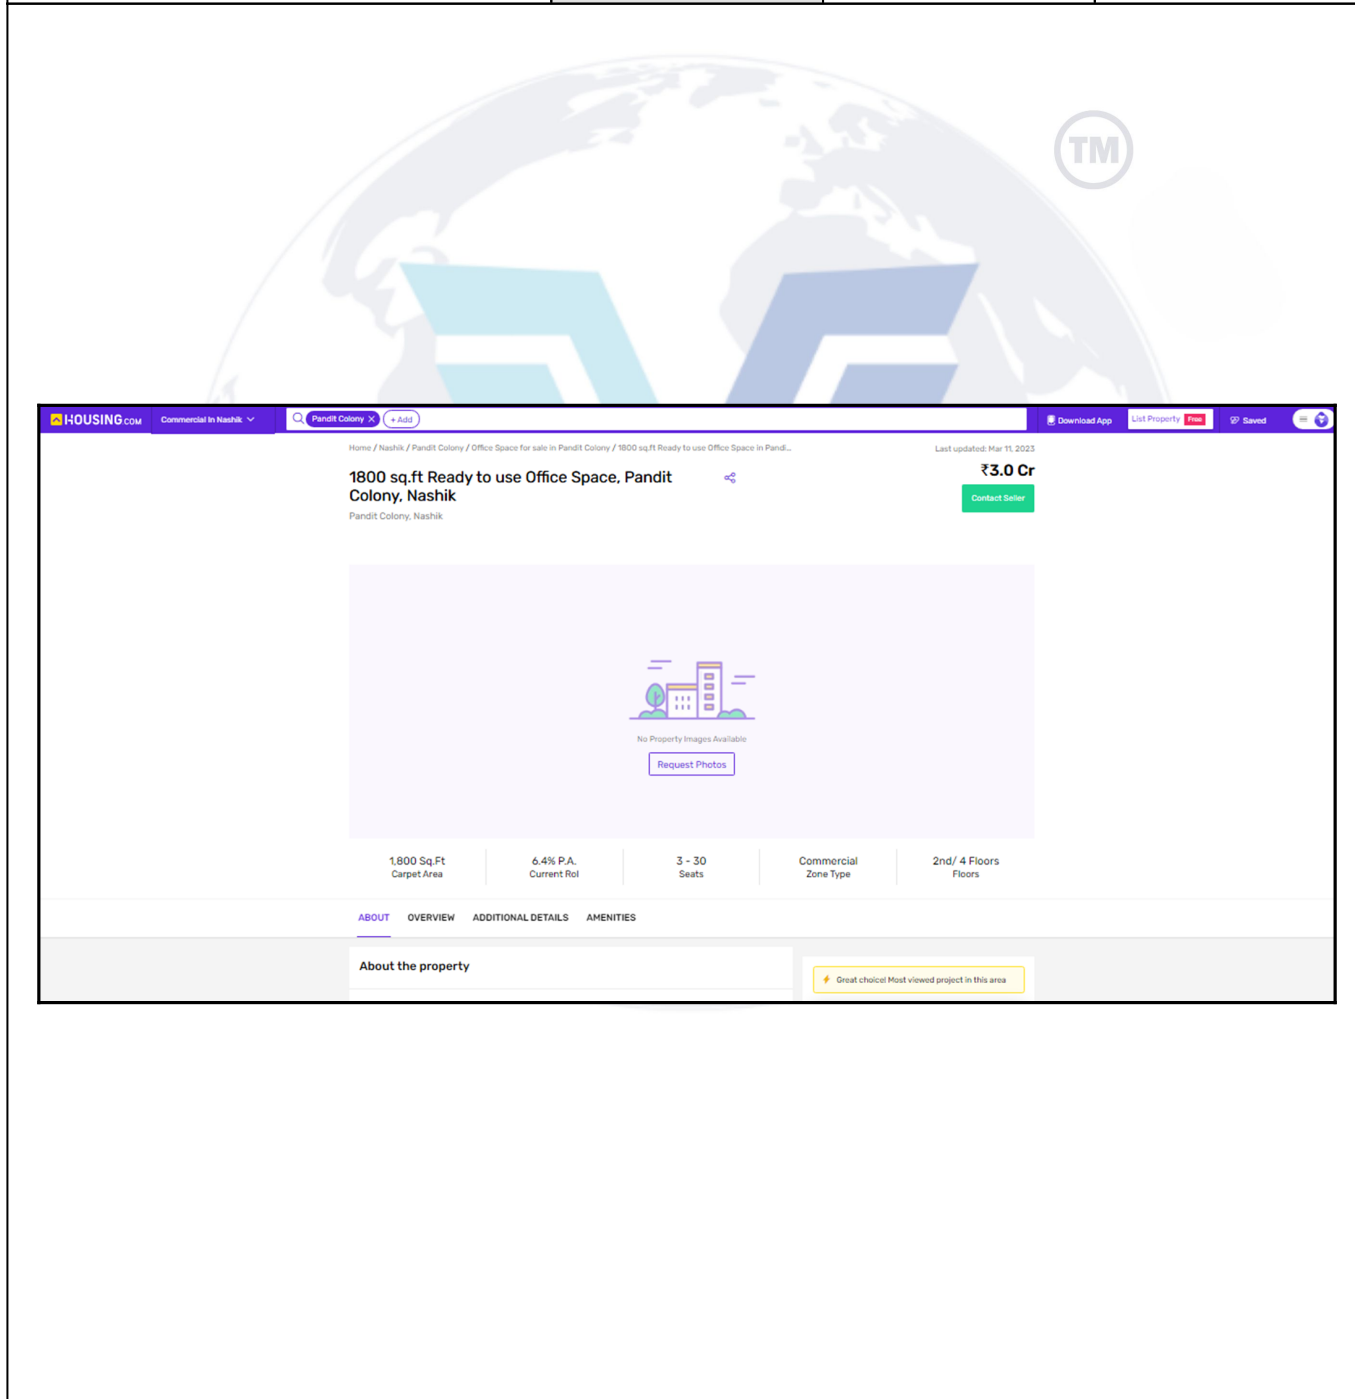 TM
HOUSING.COM Commercial In Nashik Pandit Colony X + Add Download App List Property Free Saved
Home / Nashik / Pandit Colony / Office Space for sale in Pandit Colony / 1800 sq.ft Ready to use Office Space in Pandi...
Last updated: Mar 11, 2023
1800 sq.ft Ready to use Office Space, Pandit
Colony, Nashik
₹3.0 Cr
Contact Seller
Pandit Colony, Nashik
No Property Images Available
Request Photos
1,800 Sq.Ft 6.4% P.A. 3 - 30 Commercial 2nd/ 4 Floors
Carpet Area Current RoI Seats Zone Type Floors
ABOUT OVERVIEW ADDITIONAL DETAILS AMENITIES
About the property
Great choice! Most viewed project in this area